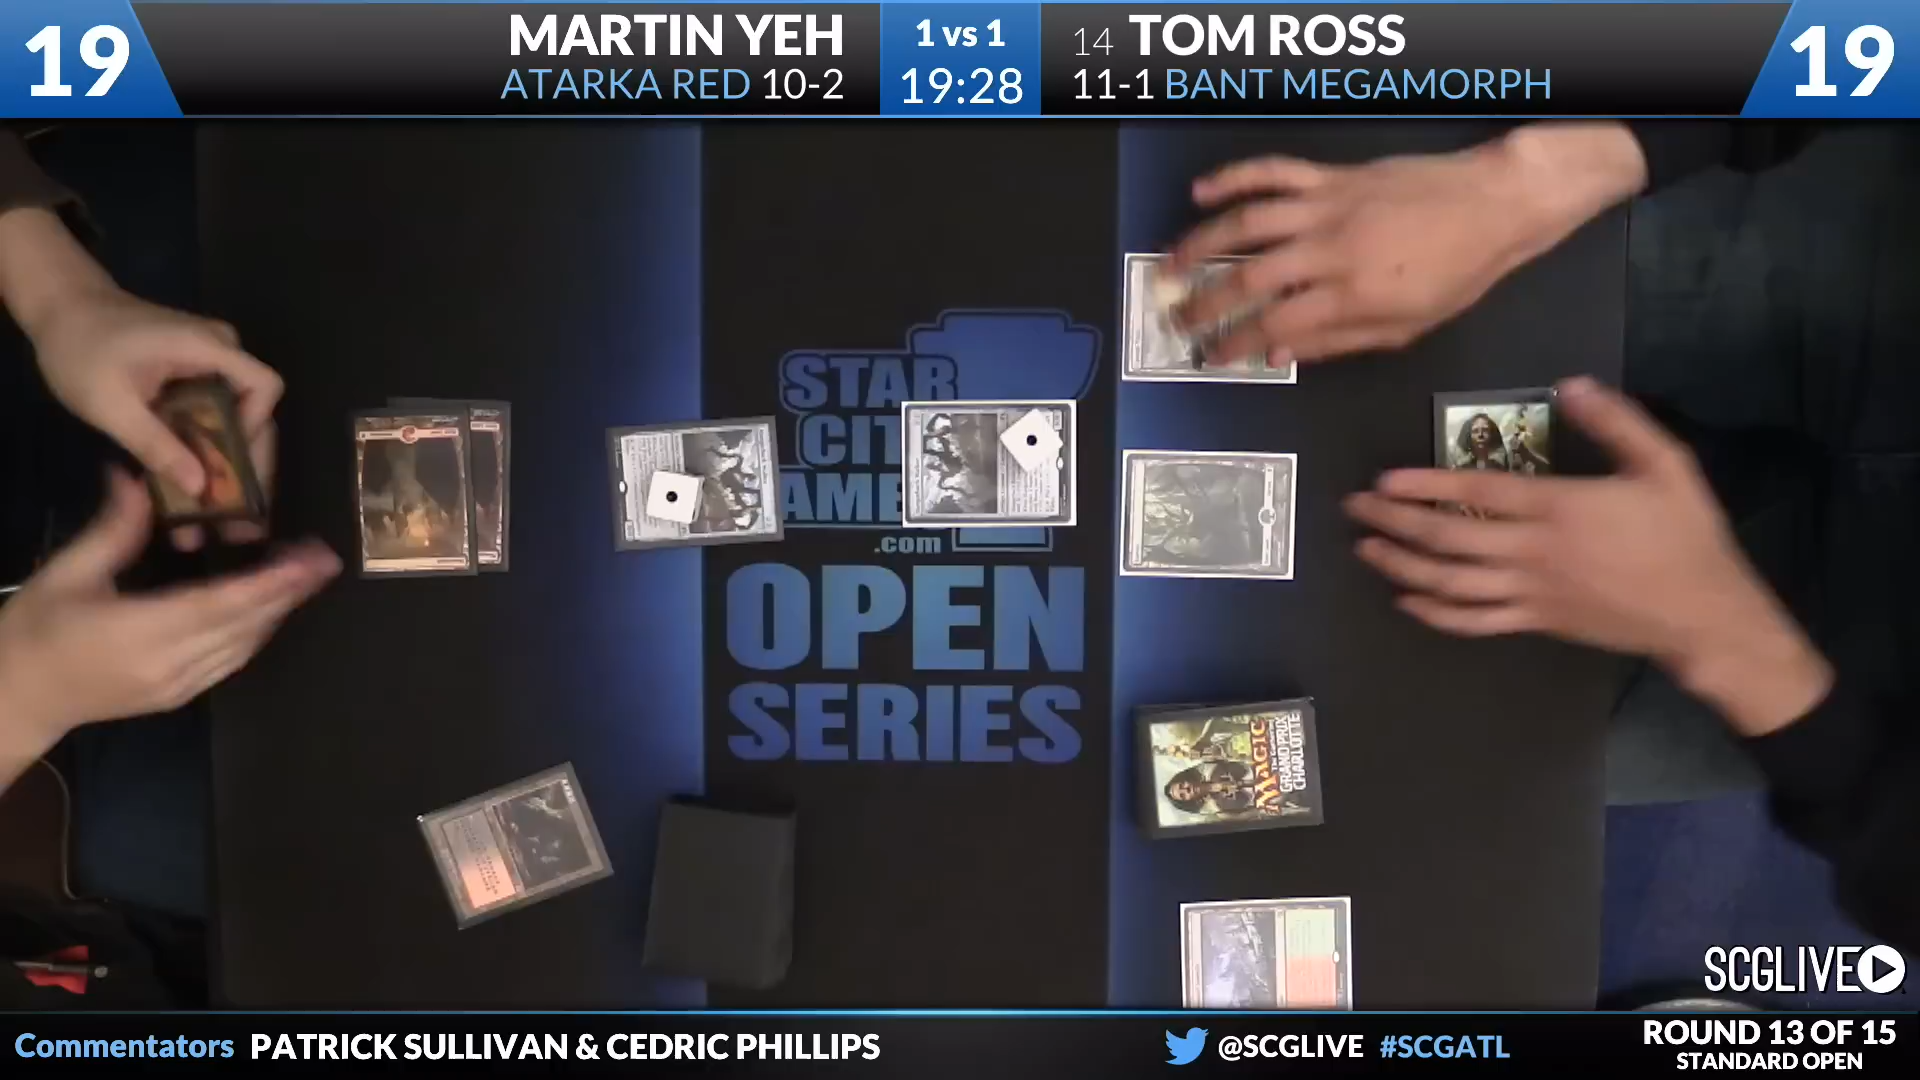 19
MARTIN YEH
ATARKA RED 10-2
1 vs 1
19:28
14 TOM ROSS
11-1 BANT MEGAMORPH
19
STAR
CIT
AME
.com
OPEN
SERIES
MAGIC
GRAND PRIX
CHARLOTTE
SCGLIVE
Commentators PATRICK SULLIVAN & CEDRIC PHILLIPS
@SCGLIVE #SCGATL
ROUND 13 OF 15
STANDARD OPEN